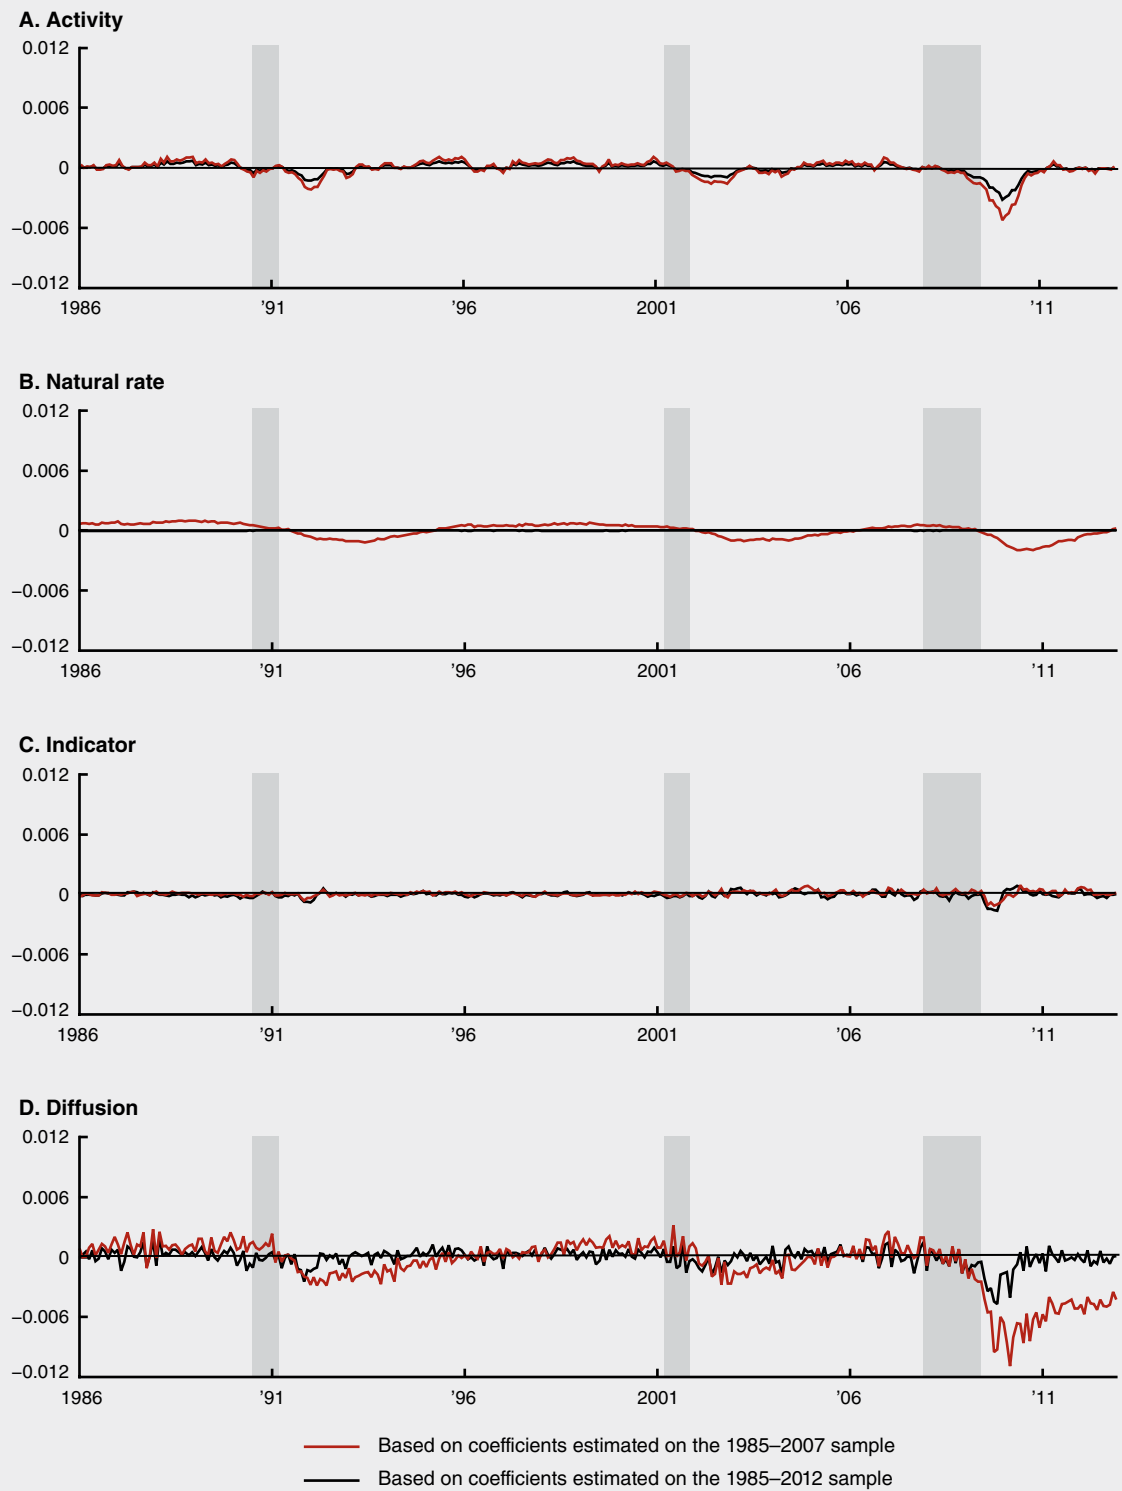 A. Activity
0.012
0.006
0
−0.006
−0.012
1986 ’91 ’96 2001 ’06 ’11
B. Natural rate
0.012
0.006
0
−0.006
−0.012
1986 ’91 ’96 2001 ’06 ’11
C. Indicator
0.012
0.006
0
−0.006
−0.012
1986 ’91 ’96 2001 ’06 ’11
D. Diffusion
0.012
0.006
0
−0.006
−0.012
1986 ’91 ’96 2001 ’06 ’11
Based on coefficients estimated on the 1985–2007 sample
Based on coefficients estimated on the 1985–2012 sample